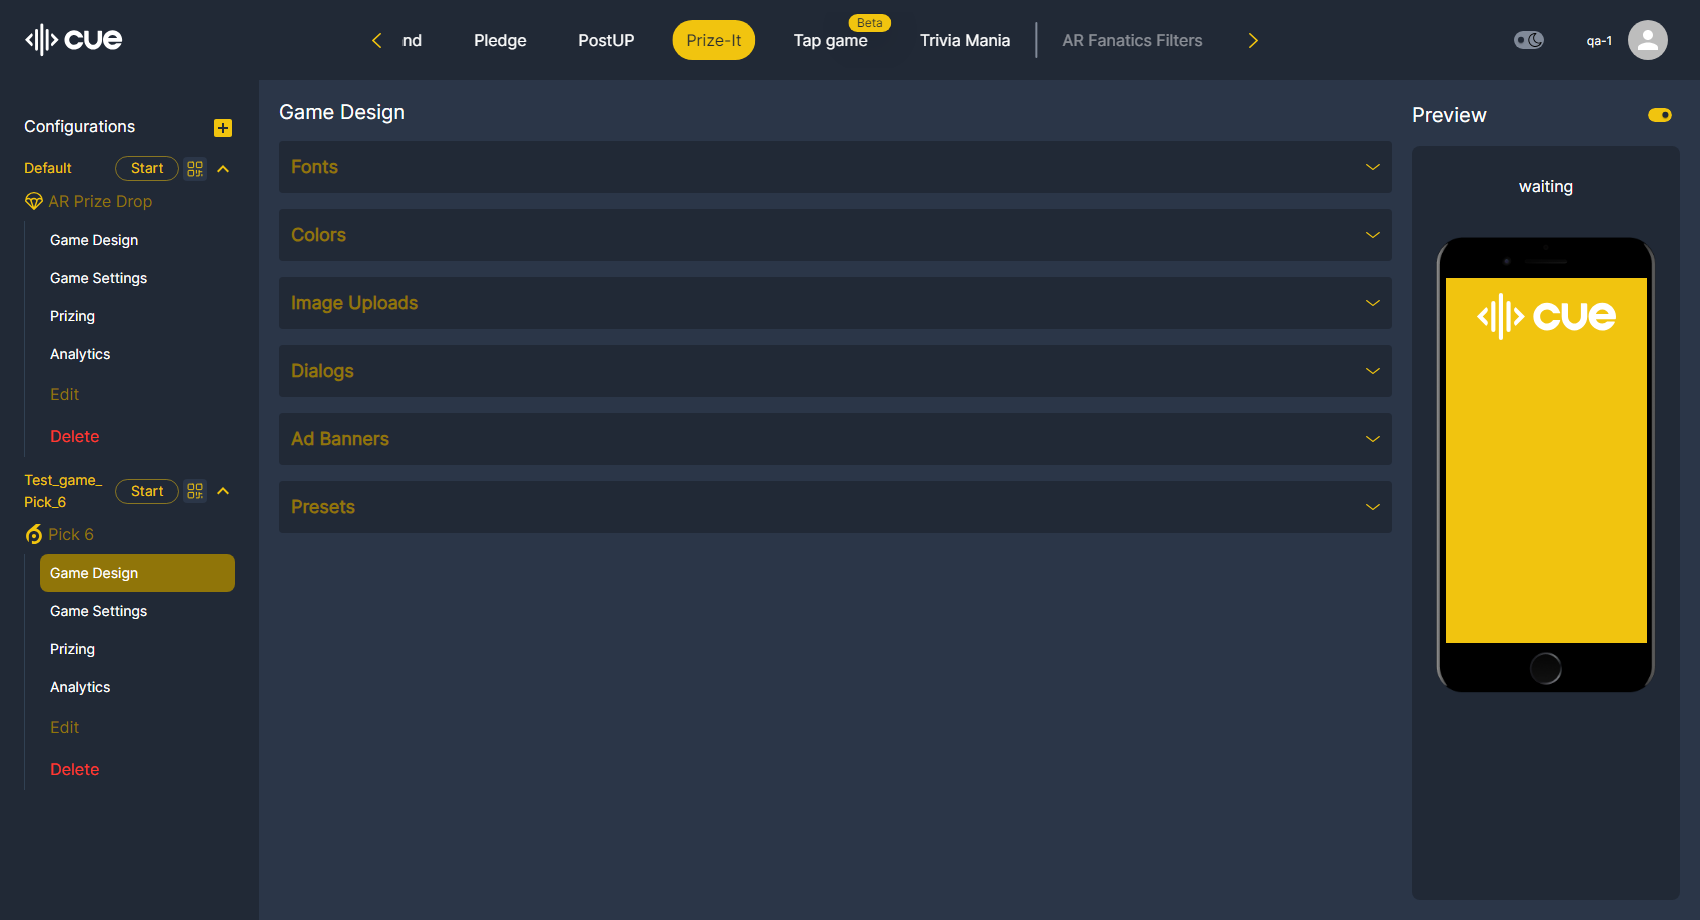 cue
nd
Pledge
PostUP
Prize-It
Beta
Tap game
Trivia Mania
AR Fanatics Filters
qa-1
Configurations
Default
Start
AR Prize Drop
Game Design
Game Settings
Prizing
Analytics
Edit
Delete
Test_game_
Pick_6
Start
Pick 6
Game Design
Game Settings
Prizing
Analytics
Edit
Delete
Game Design
Fonts
Colors
Image Uploads
Dialogs
Ad Banners
Presets
Preview
waiting
cue